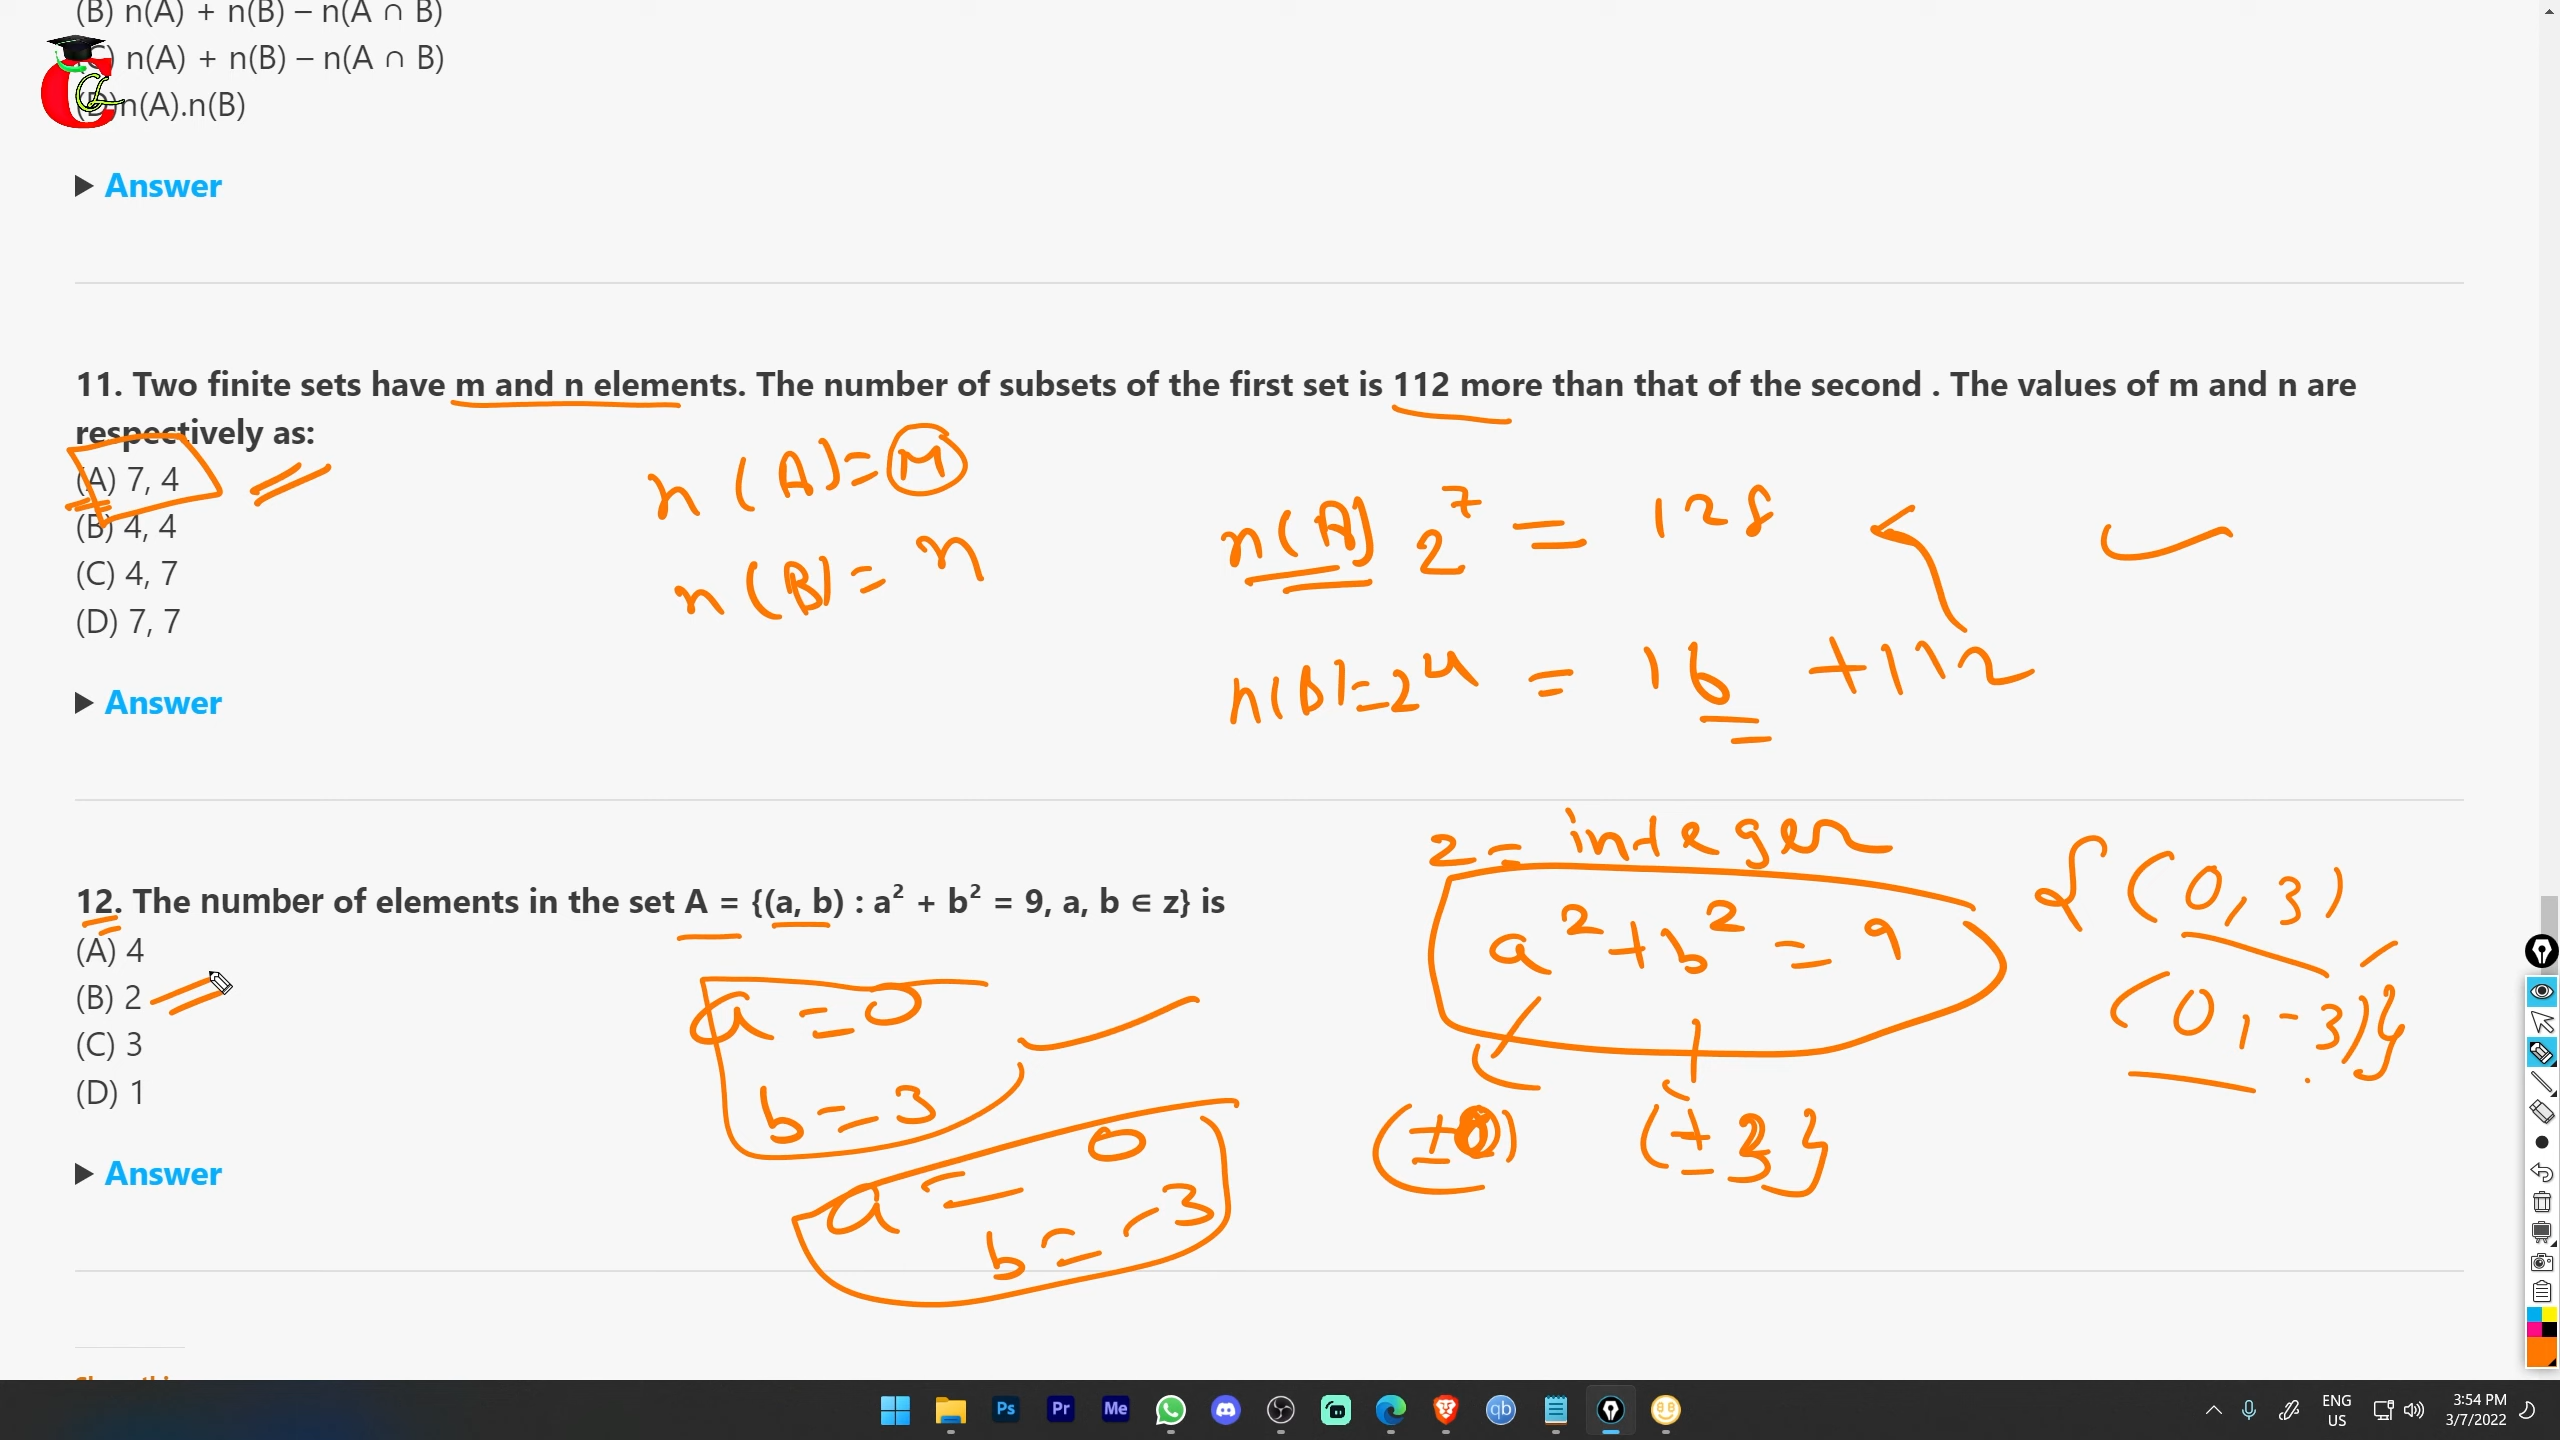 (B) n(A) + n(B) – n(A ∩ B)
(C) n(A) + n(B) – n(A ∩ B)
(D)n(A).n(B)
▶ Answer
11. Two finite sets have m and n elements. The number of subsets of the first set is 112 more than that of the second . The values of m and n are
respectively as:
(A) 7, 4
(B) 4, 4
(C) 4, 7
(D) 7, 7
n (A) = M
n (B) = n
n(A) 2⁷ = 128
n(B) = 2⁴ = 16 + 112
▶ Answer
12. The number of elements in the set A = {(a, b) : a² + b² = 9, a, b ∈ z} is
(A) 4
(B) 2
(C) 3
(D) 1
z = integer
a² + b² = 9
{ (0, 3)
(0, -3)}
a = 0
b = 3
a = 0
b = -3
(±0)
(±3}
▶ Answer
Ps
Pr
Me
qb
ENG
US
3:54 PM
3/7/2022